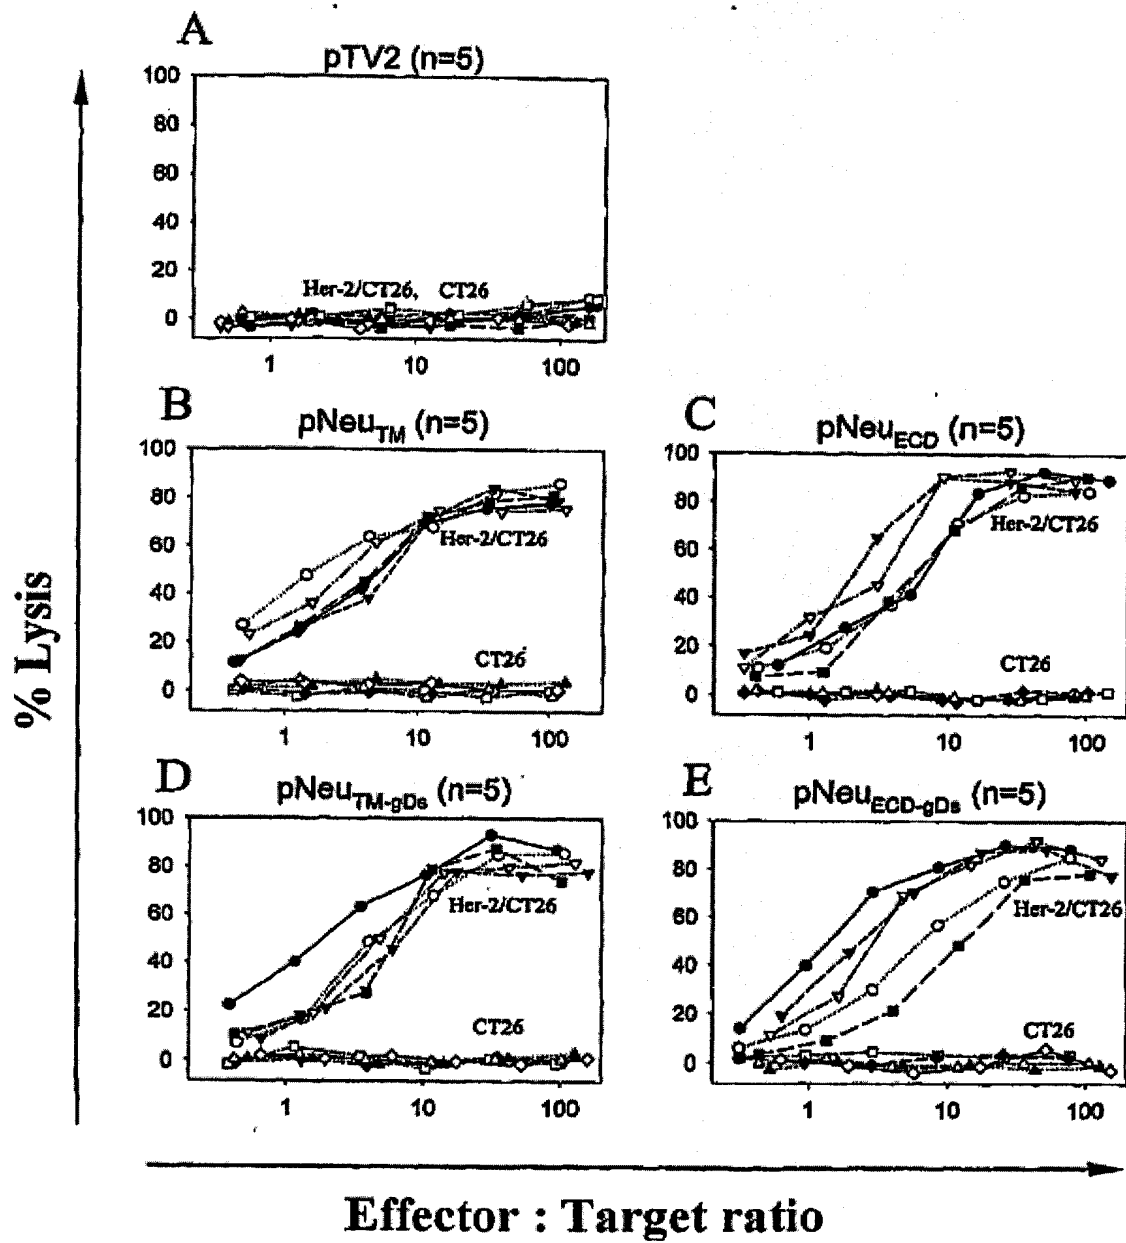 A
pTV2 (n=5)
100
80
60
40
20
0
Her-2/CT26, CT26
1 10 100
B
pNeuTM (n=5)
100
80
60
40
20
0
Her-2/CT26
CT26
1 10 100
C
pNeuECD (n=5)
100
80
60
40
20
0
Her-2/CT26
CT26
1 10 100
D
pNeuTM-gDs (n=5)
100
80
60
40
20
0
Her-2/CT26
CT26
1 10 100
E
pNeuECD-gDs (n=5)
100
80
60
40
20
0
Her-2/CT26
CT26
1 10 100
% Lysis
Effector : Target ratio